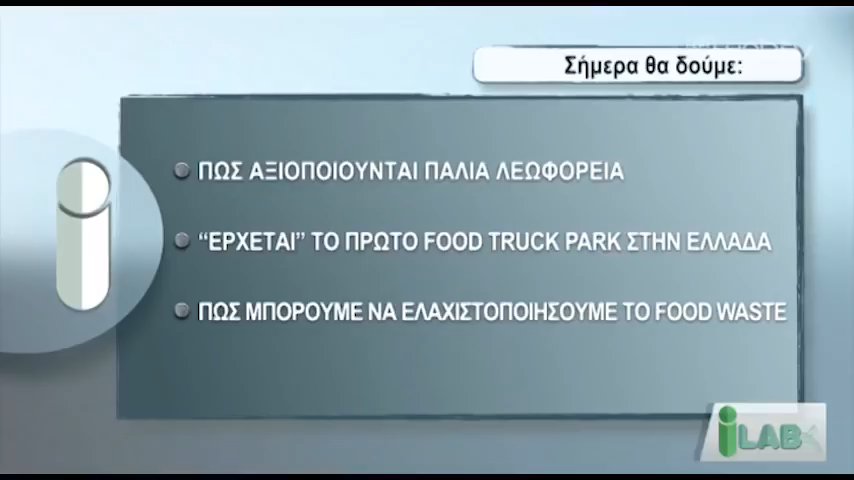 Σήμερα θα δούμε:
ΠΩΣ ΑΞΙΟΠΟΙΟΥΝΤΑΙ ΠΑΛΙΑ ΛΕΩΦΟΡΕΙΑ
“ΕΡΧΕΤΑΙ” ΤΟ ΠΡΩΤΟ FOOD TRUCK PARK ΣΤΗΝ ΕΛΛΑΔΑ
ΠΩΣ ΜΠΟΡΟΥΜΕ ΝΑ ΕΛΑΧΙΣΤΟΠΟΙΗΣΟΥΜΕ ΤΟ FOOD WASTE
i LAB